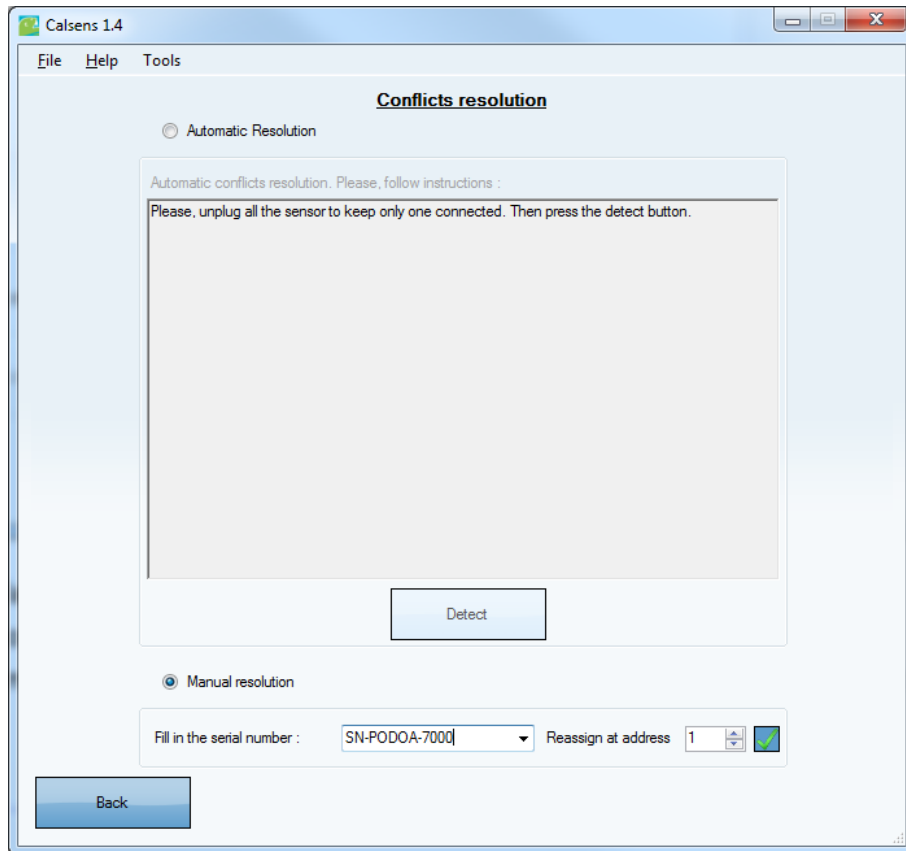 Calsens 1.4
File Help Tools
Conflicts resolution
Automatic Resolution
Automatic conflicts resolution. Please, follow instructions :
Please, unplug all the sensor to keep only one connected. Then press the detect button.
Detect
Manual resolution
Fill in the serial number : SN-PODOA-7000 Reassign at address 1
Back